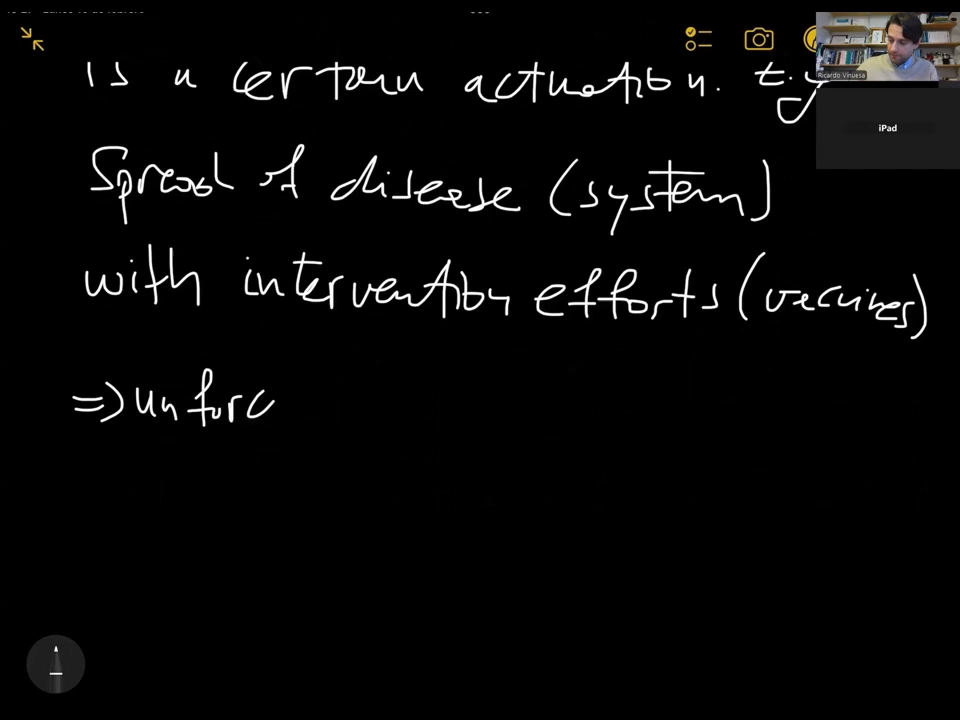 is a certain actuation. E.g
Ricardo Vinuesa
iPad
Spread of disease (system)
with intervention efforts (vaccines)
=> unforc